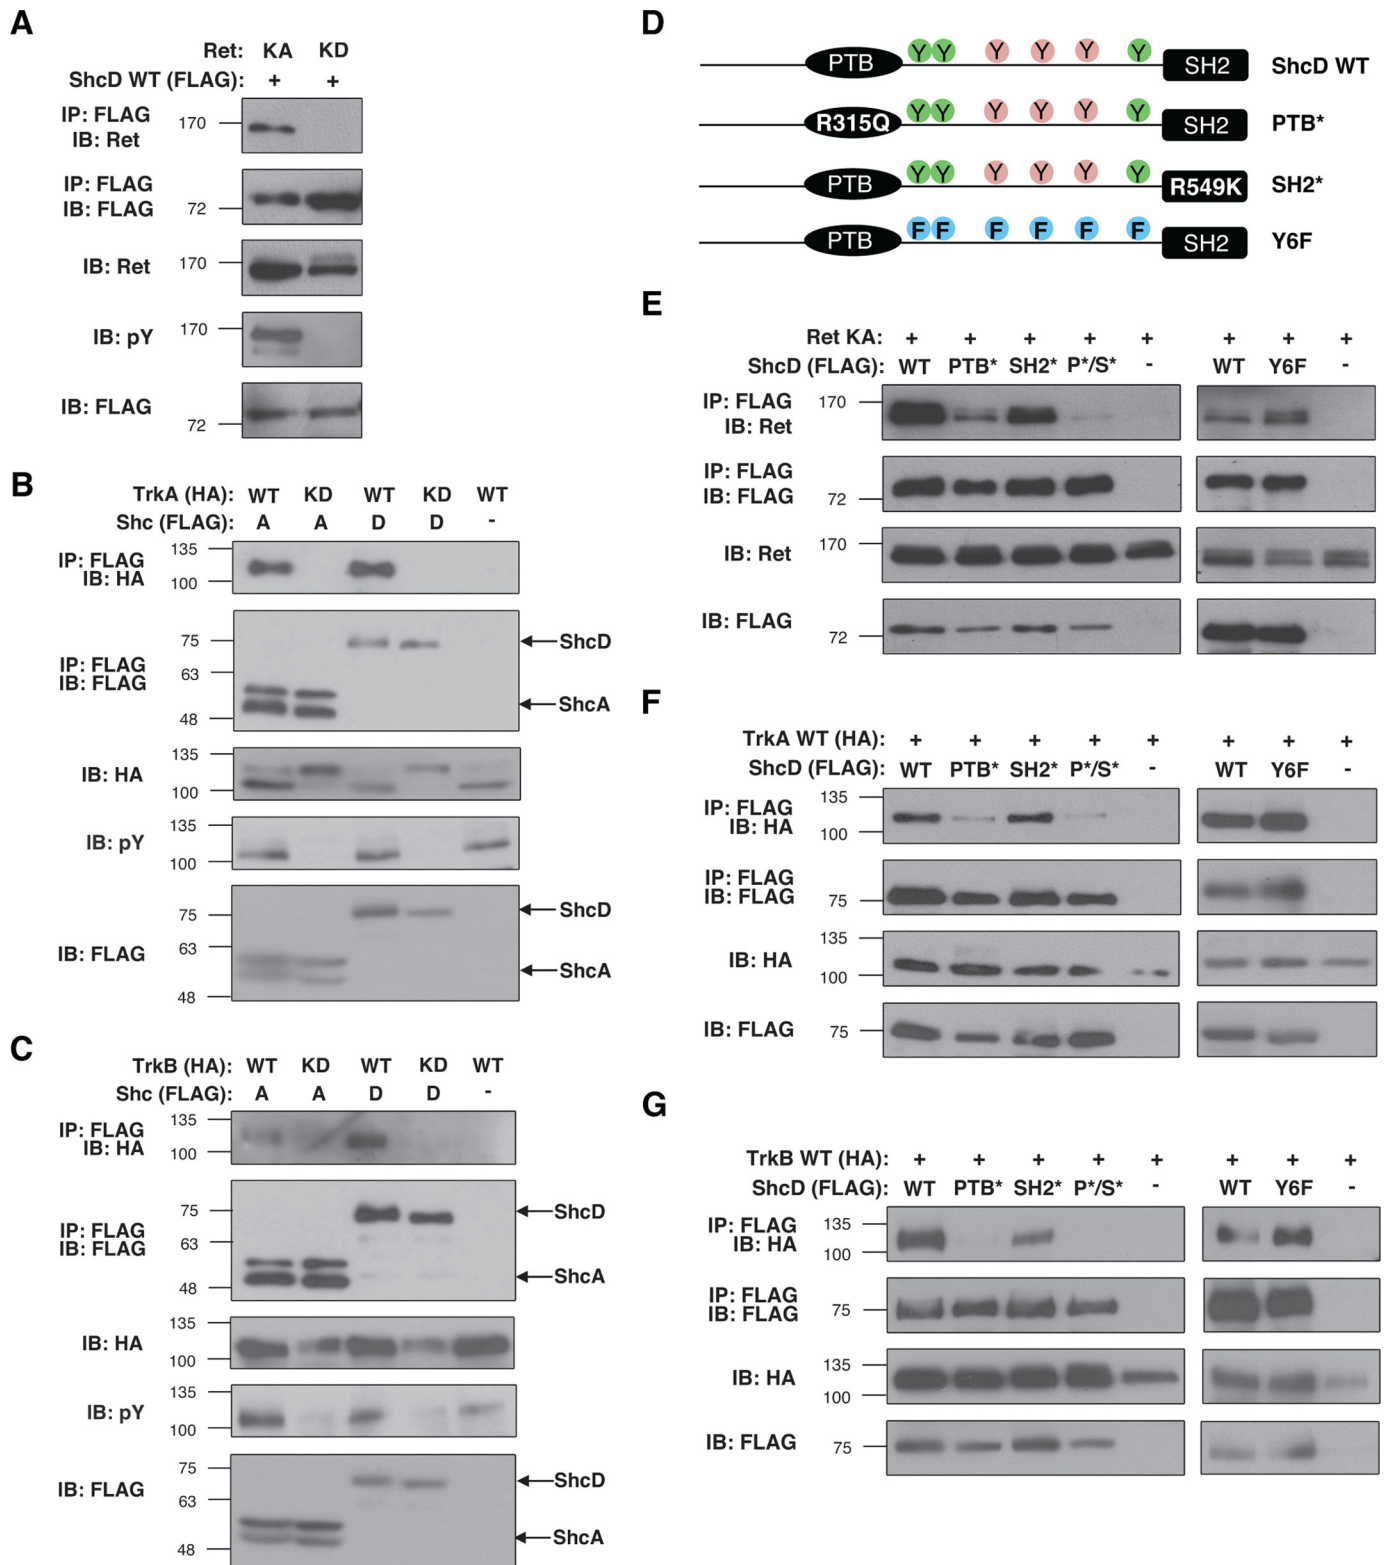 A
Ret: KA KD
ShcD WT (FLAG): + +
IP: FLAG
IB: Ret
170
IP: FLAG
IB: FLAG
72
IB: Ret
170
IB: pY
170
IB: FLAG
72
B
TrkA (HA): WT KD WT KD WT
Shc (FLAG): A A D D -
IP: FLAG
IB: HA
135
100
IP: FLAG
IB: FLAG
75
63
48
ShcD
ShcA
IB: HA
135
100
IB: pY
135
100
IB: FLAG
75
63
48
ShcD
ShcA
C
TrkB (HA): WT KD WT KD WT
Shc (FLAG): A A D D -
IP: FLAG
IB: HA
135
100
IP: FLAG
IB: FLAG
75
63
48
ShcD
ShcA
IB: HA
135
100
IB: pY
135
100
IB: FLAG
75
63
48
ShcD
ShcA
D
PTB Y Y Y Y Y Y SH2 ShcD WT
R315Q Y Y Y Y Y Y SH2 PTB*
PTB Y Y Y Y Y Y R549K SH2*
PTB F F F F F F SH2 Y6F
E
Ret KA: + + + + + + + +
ShcD (FLAG): WT PTB* SH2* P*/S* - WT Y6F -
IP: FLAG
IB: Ret
170
IP: FLAG
IB: FLAG
72
IB: Ret
170
IB: FLAG
72
F
TrkA WT (HA): + + + + + + + +
ShcD (FLAG): WT PTB* SH2* P*/S* - WT Y6F -
IP: FLAG
IB: HA
135
100
IP: FLAG
IB: FLAG
75
IB: HA
135
100
IB: FLAG
75
G
TrkB WT (HA): + + + + + + + +
ShcD (FLAG): WT PTB* SH2* P*/S* - WT Y6F -
IP: FLAG
IB: HA
135
100
IP: FLAG
IB: FLAG
75
IB: HA
135
100
IB: FLAG
75